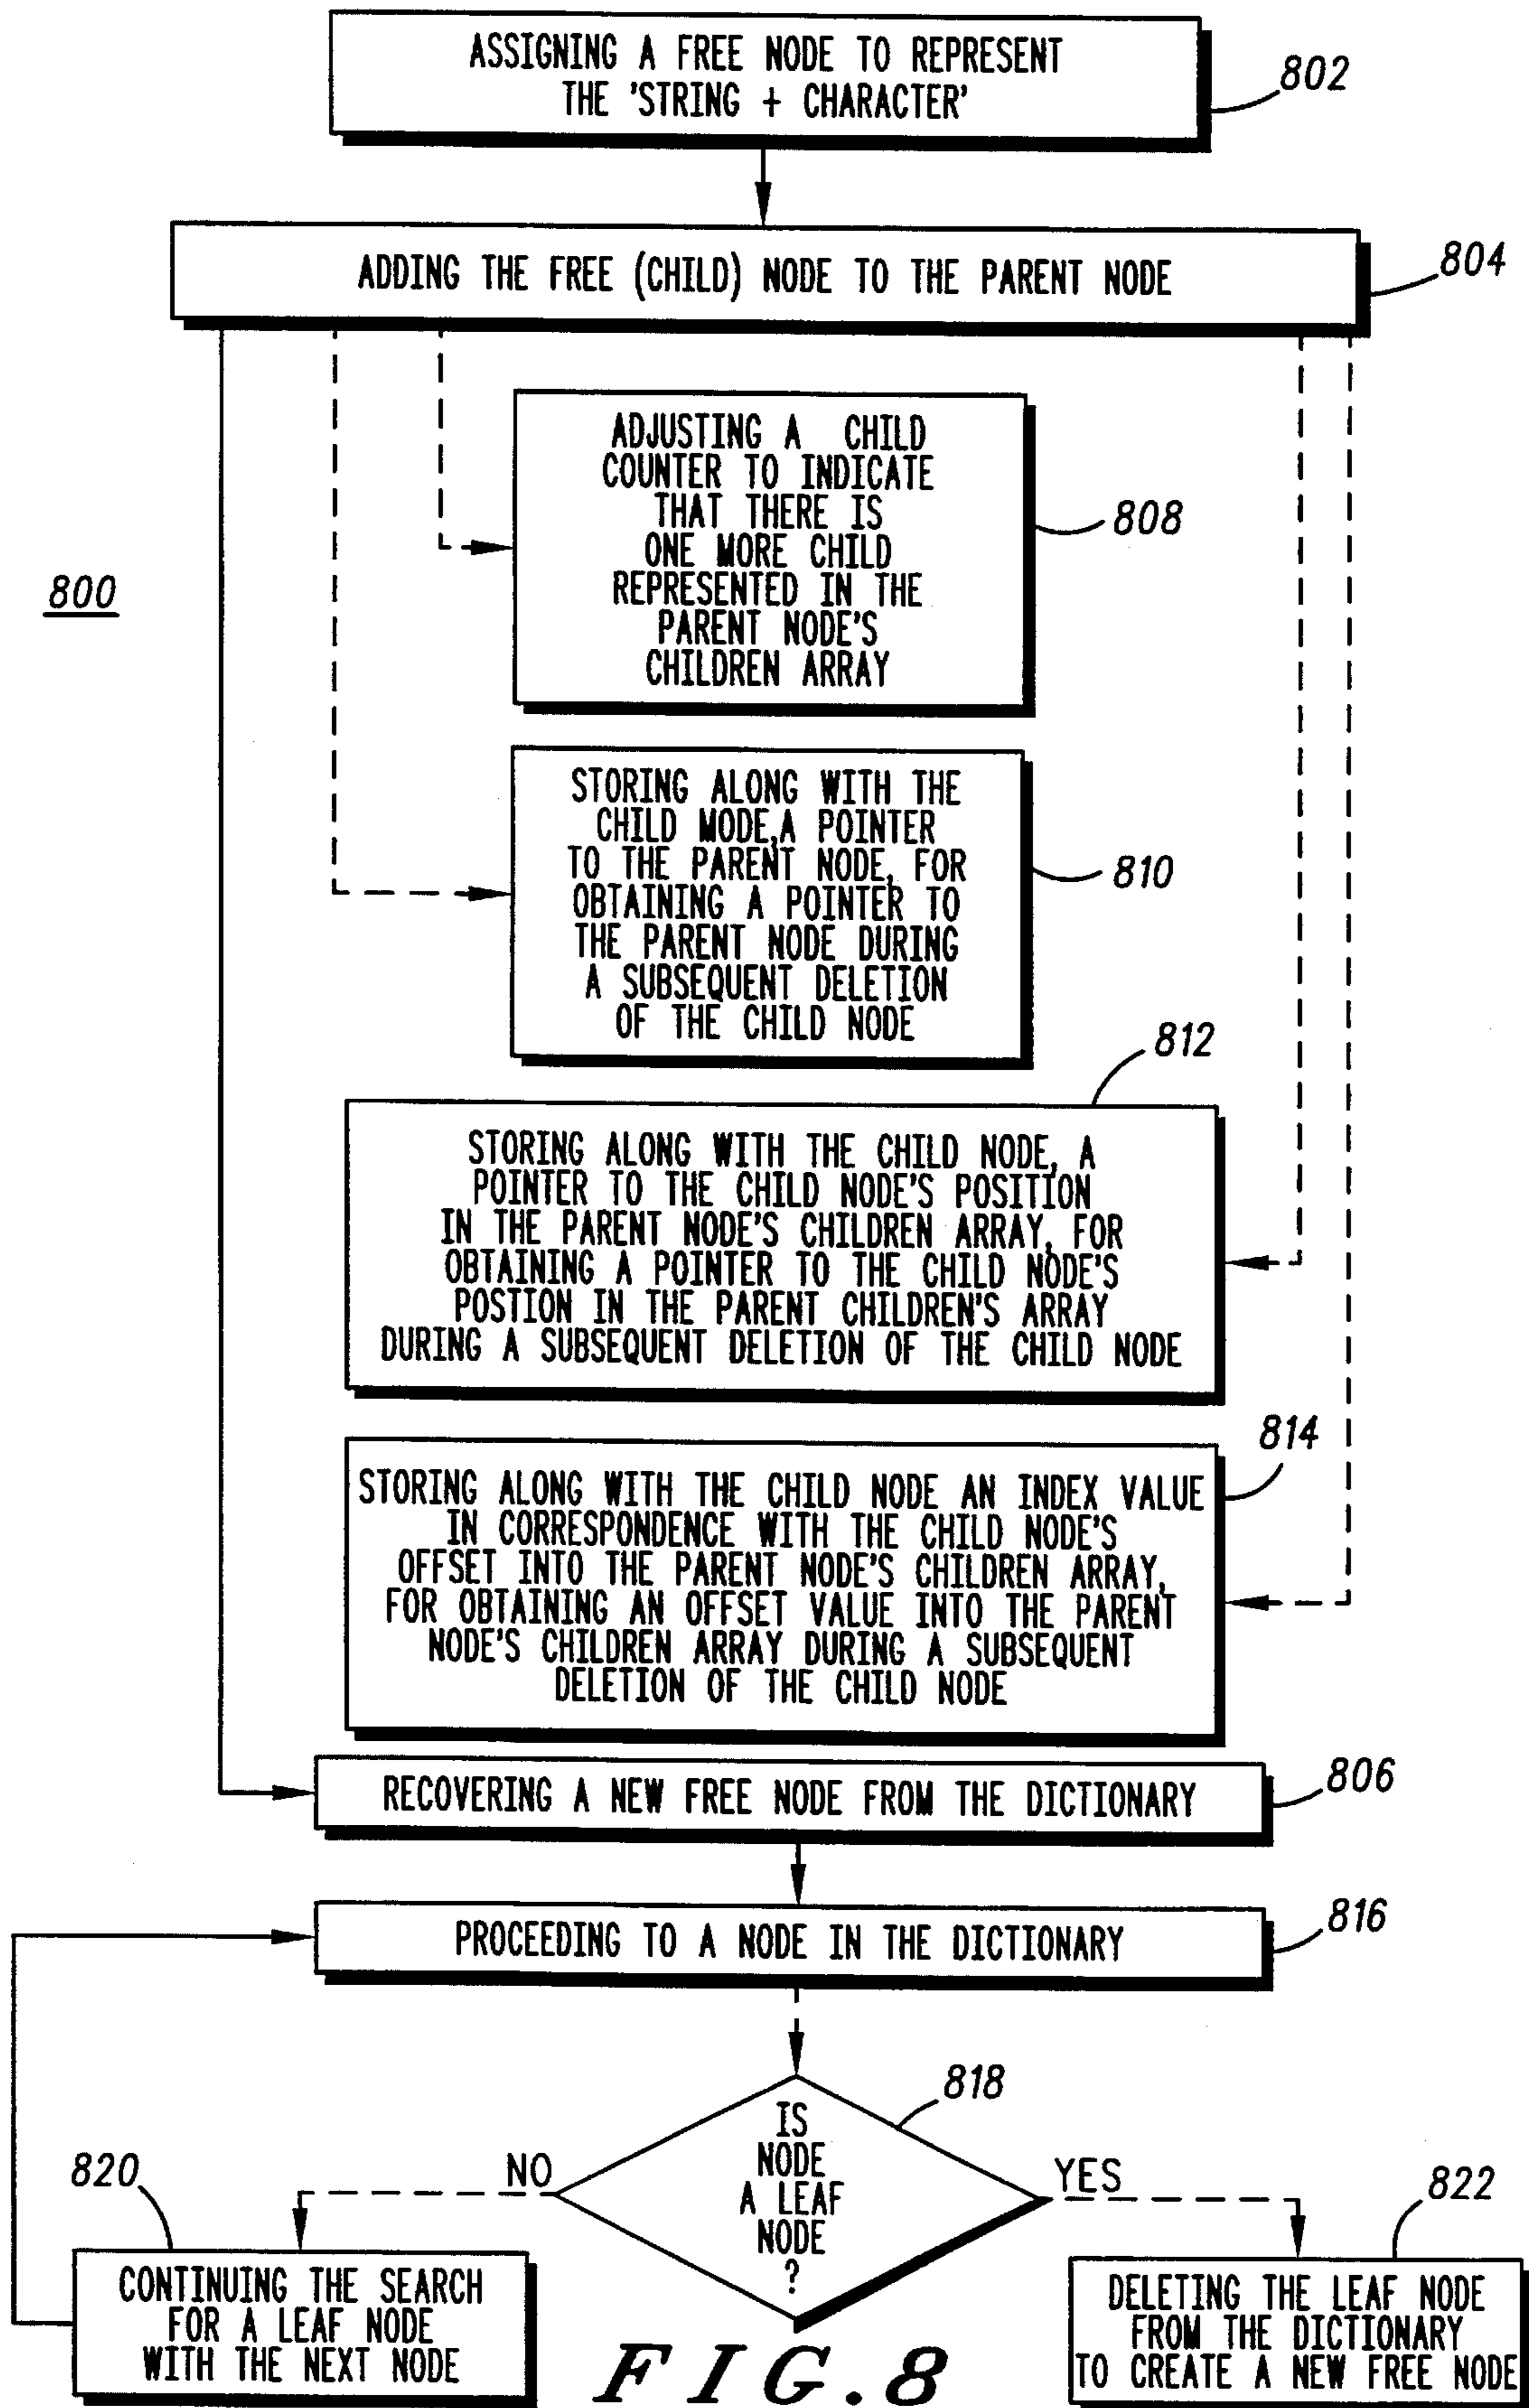 ASSIGNING A FREE NODE TO REPRESENT
THE 'STRING + CHARACTER'
802
ADDING THE FREE (CHILD) NODE TO THE PARENT NODE
804
800
ADJUSTING A CHILD
COUNTER TO INDICATE
THAT THERE IS
ONE MORE CHILD
REPRESENTED IN THE
PARENT NODE'S
CHILDREN ARRAY
808
STORING ALONG WITH THE
CHILD MODE,A POINTER
TO THE PARENT NODE, FOR
OBTAINING A POINTER TO
THE PARENT NODE DURING
A SUBSEQUENT DELETION
OF THE CHILD NODE
810
812
STORING ALONG WITH THE CHILD NODE, A
POINTER TO THE CHILD NODE'S POSITION
IN THE PARENT NODE'S CHILDREN ARRAY, FOR
OBTAINING A POINTER TO THE CHILD NODE'S
POSTION IN THE PARENT CHILDREN'S ARRAY
DURING A SUBSEQUENT DELETION OF THE CHILD NODE
814
STORING ALONG WITH THE CHILD NODE AN INDEX VALUE
IN CORRESPONDENCE WITH THE CHILD NODE'S
OFFSET INTO THE PARENT NODE'S CHILDREN ARRAY,
FOR OBTAINING AN OFFSET VALUE INTO THE PARENT
NODE'S CHILDREN ARRAY DURING A SUBSEQUENT
DELETION OF THE CHILD NODE
RECOVERING A NEW FREE NODE FROM THE DICTIONARY
806
PROCEEDING TO A NODE IN THE DICTIONARY
816
818
IS
NODE
A LEAF
NODE
?
NO
YES
820
CONTINUING THE SEARCH
FOR A LEAF NODE
WITH THE NEXT NODE
822
DELETING THE LEAF NODE
FROM THE DICTIONARY
TO CREATE A NEW FREE NODE
FIG.8